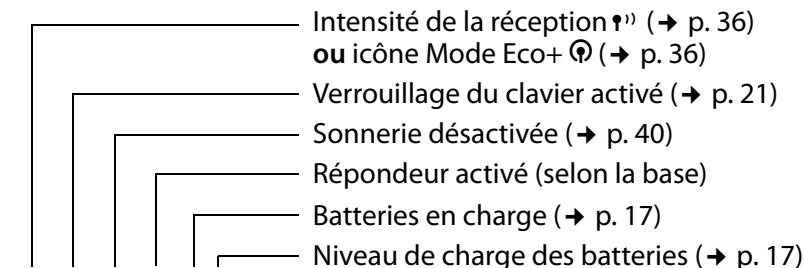 Intensité de la réception (➔ p. 36)
ou icône Mode Eco+ (➔ p. 36)
Verrouillage du clavier activé (➔ p. 21)
Sonnerie désactivée (➔ p. 40)
Répondeur activé (selon la base)
Batteries en charge (➔ p. 17)
Niveau de charge des batteries (➔ p. 17)